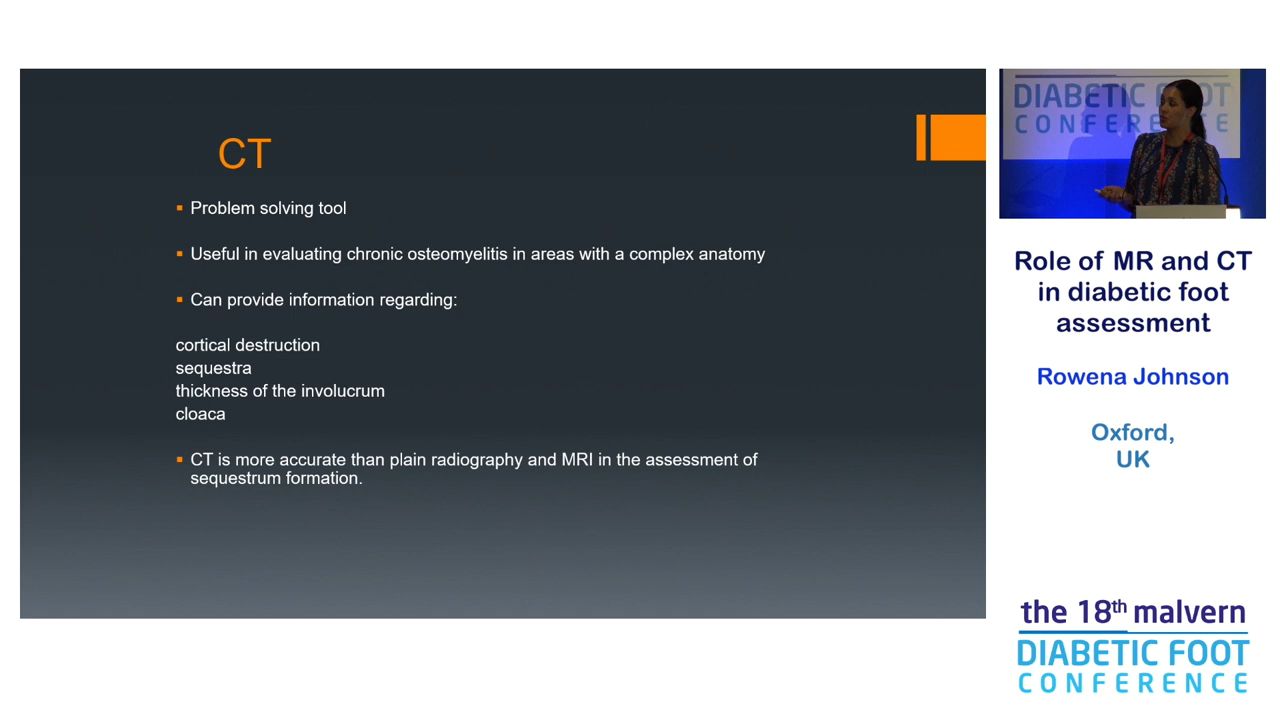 CT
Problem solving tool
Useful in evaluating chronic osteomyelitis in areas with a complex anatomy
Can provide information regarding:
cortical destruction
sequestra
thickness of the involucrum
cloaca
CT is more accurate than plain radiography and MRI in the assessment of
sequestrum formation.
DIABETIC FOOT
CONFERENCE
Role of MR and CT
in diabetic foot
assessment
Rowena Johnson
Oxford,
UK
the 18th malvern
DIABETIC FOOT
CONFERENCE